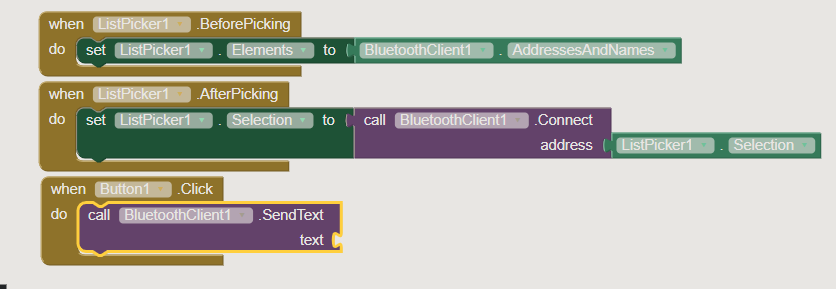 when ListPicker1 .BeforePicking
do set ListPicker1 . Elements to BluetoothClient1 . AddressesAndNames
when ListPicker1 .AfterPicking
do set ListPicker1 . Selection to call BluetoothClient1 .Connect
address ListPicker1 . Selection
when Button1 .Click
do call BluetoothClient1 .SendText
text